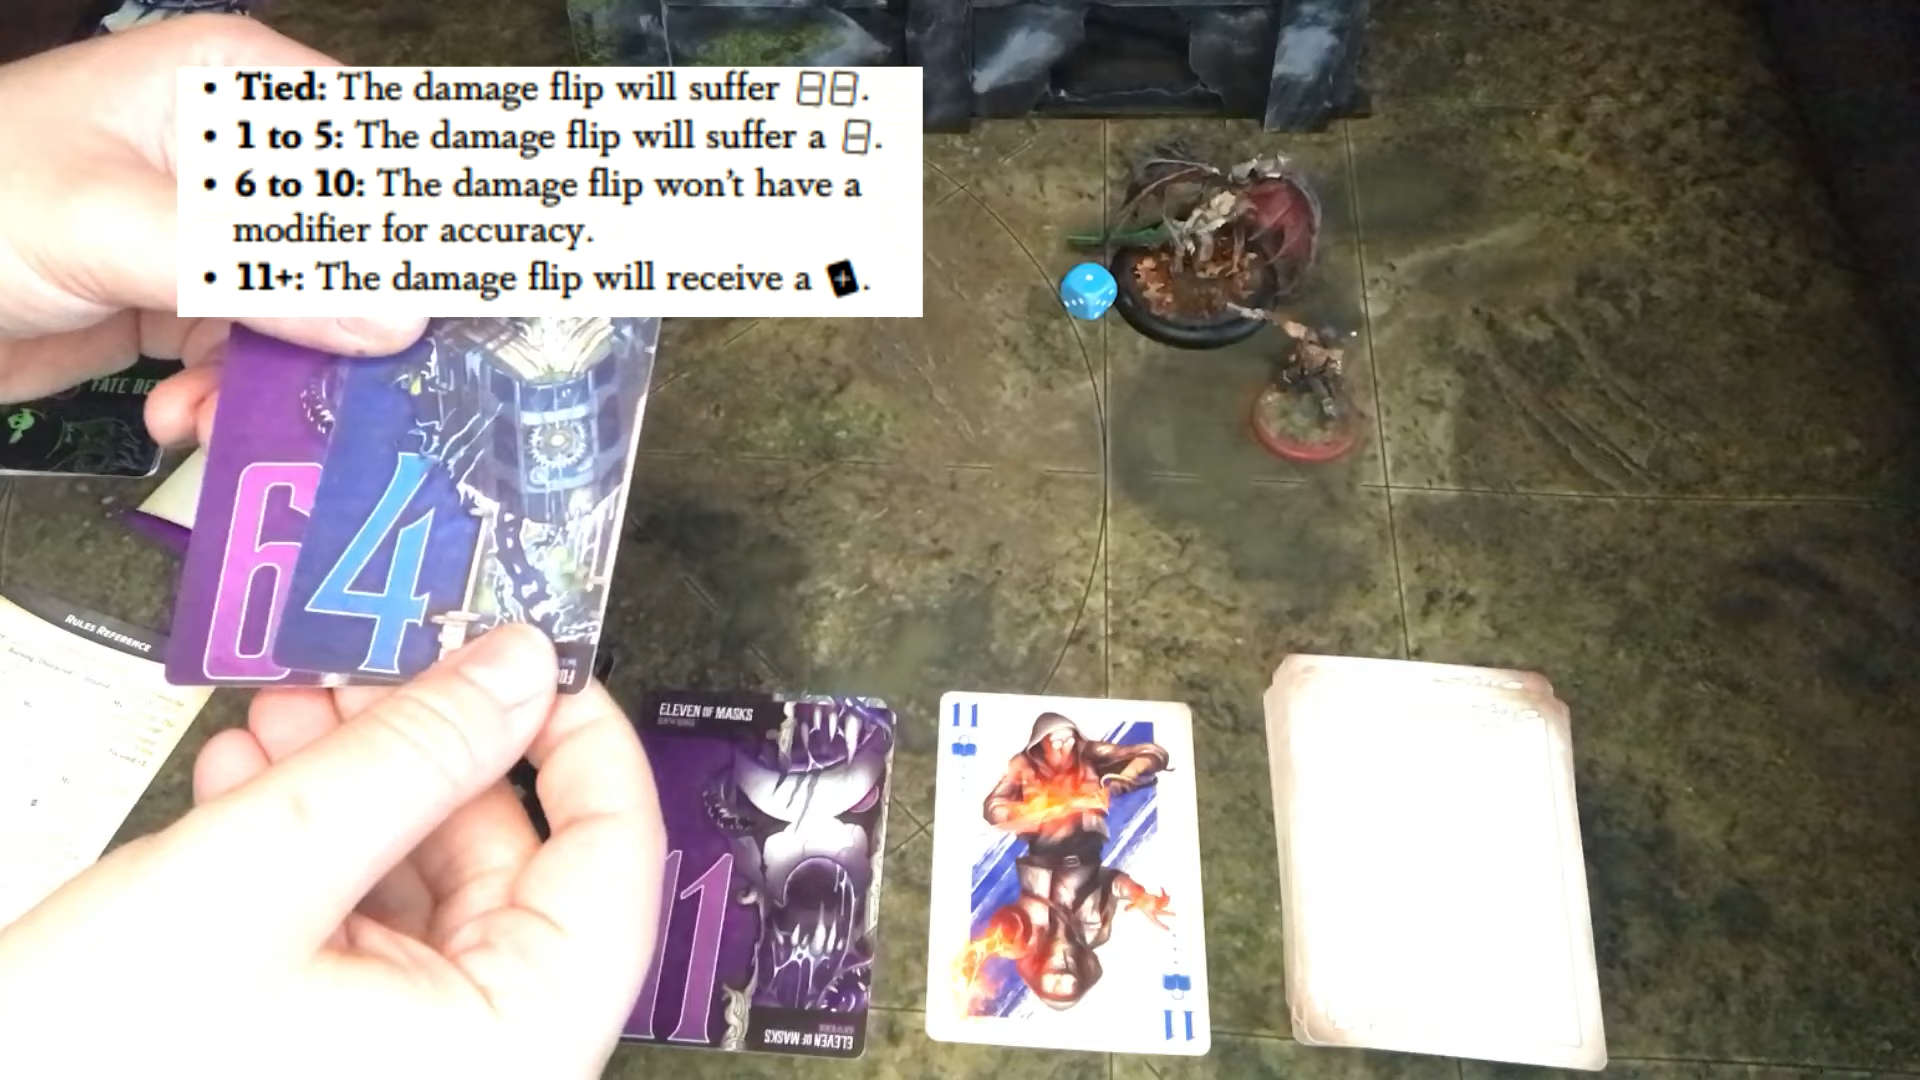 • Tied: The damage flip will suffer ⊟⊟.
• 1 to 5: The damage flip will suffer a ⊟.
• 6 to 10: The damage flip won't have a
modifier for accuracy.
• 11+: The damage flip will receive a +.
FATE DE
6
4
RULES REFERENCE
ELEVEN OF MASKS
11
ELEVEN OF MASKS
11
11